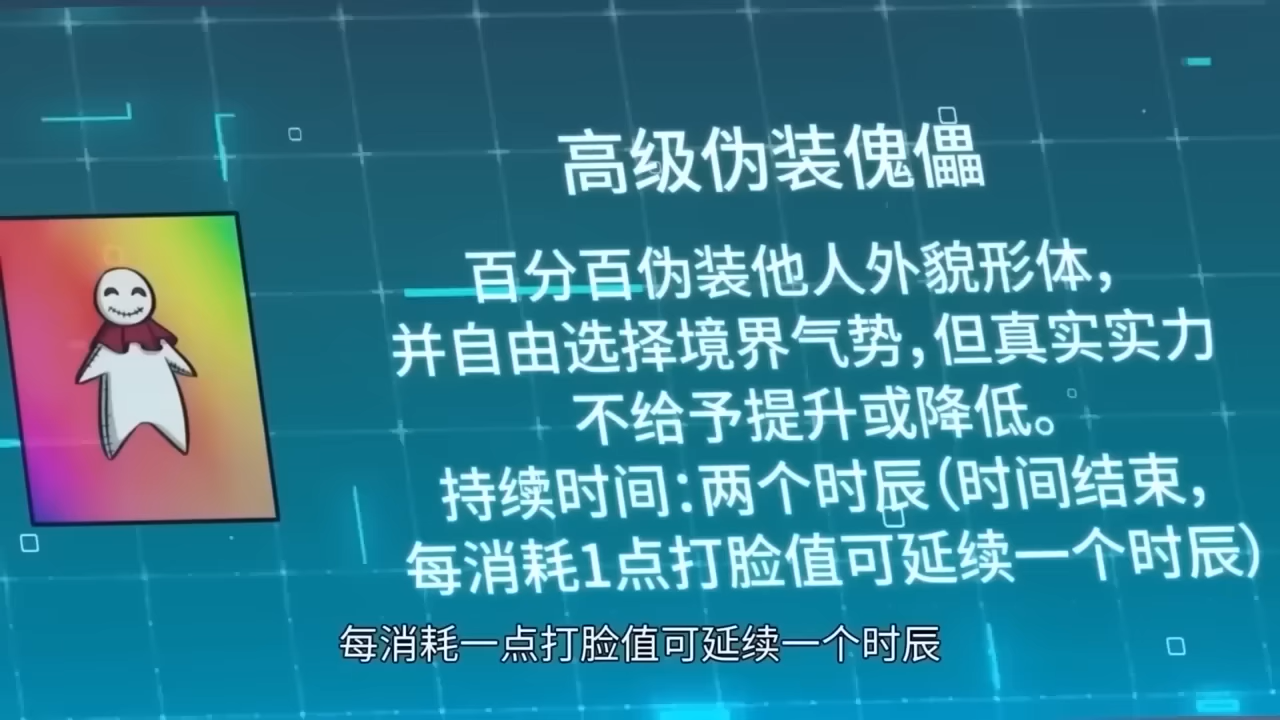 高级伪装傀儡
百分百伪装他人外貌形体，
并自由选择境界气势，但真实实力
不给予提升或降低。
持续时间：两个时辰（时间结束，
每消耗1点打脸值可延续一个时辰）
每消耗一点打脸值可延续一个时辰